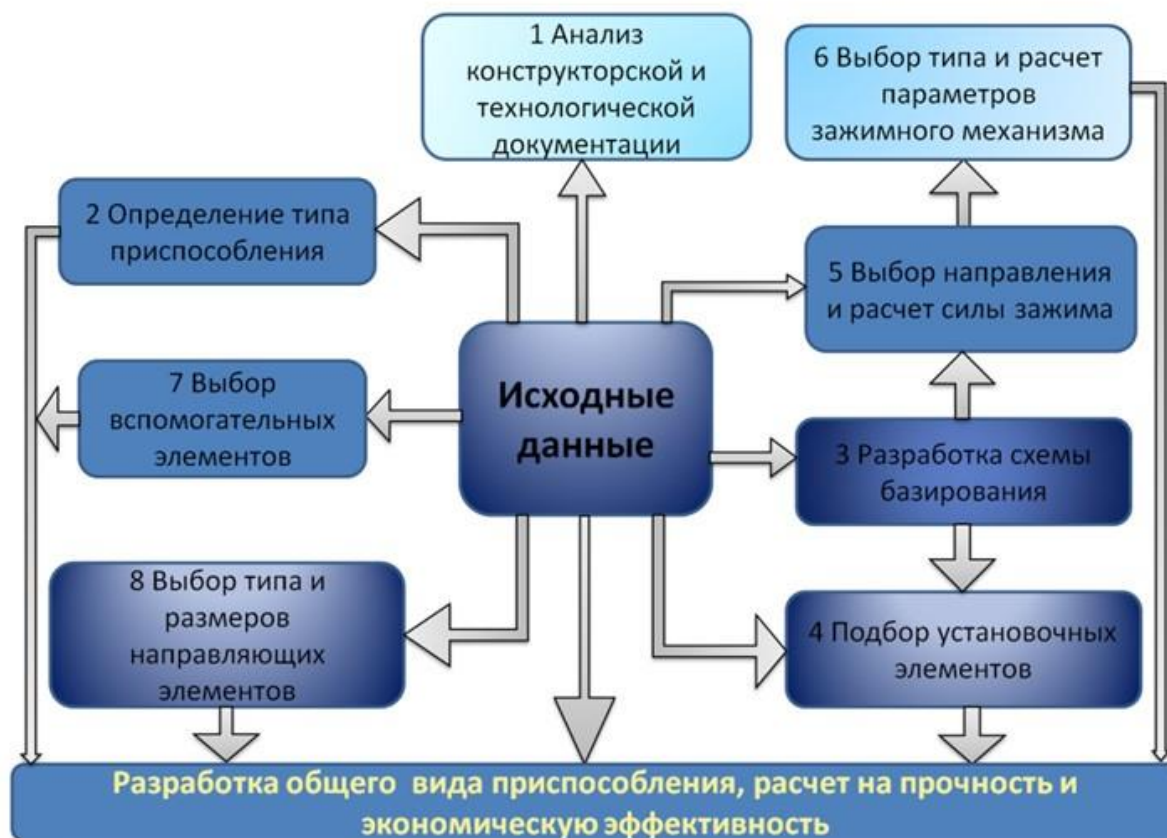 1 Анализ
конструкторской и
технологической
документации
6 Выбор типа и расчет
параметров
зажимного механизма
2 Определение типа
приспособления
5 Выбор направления
и расчет силы зажима
Исходные
данные
7 Выбор
вспомогательных
элементов
3 Разработка схемы
базирования
8 Выбор типа и
размеров
направляющих
элементов
4 Подбор установочных
элементов
Разработка общего вида приспособления, расчет на прочность и
экономическую эффективность